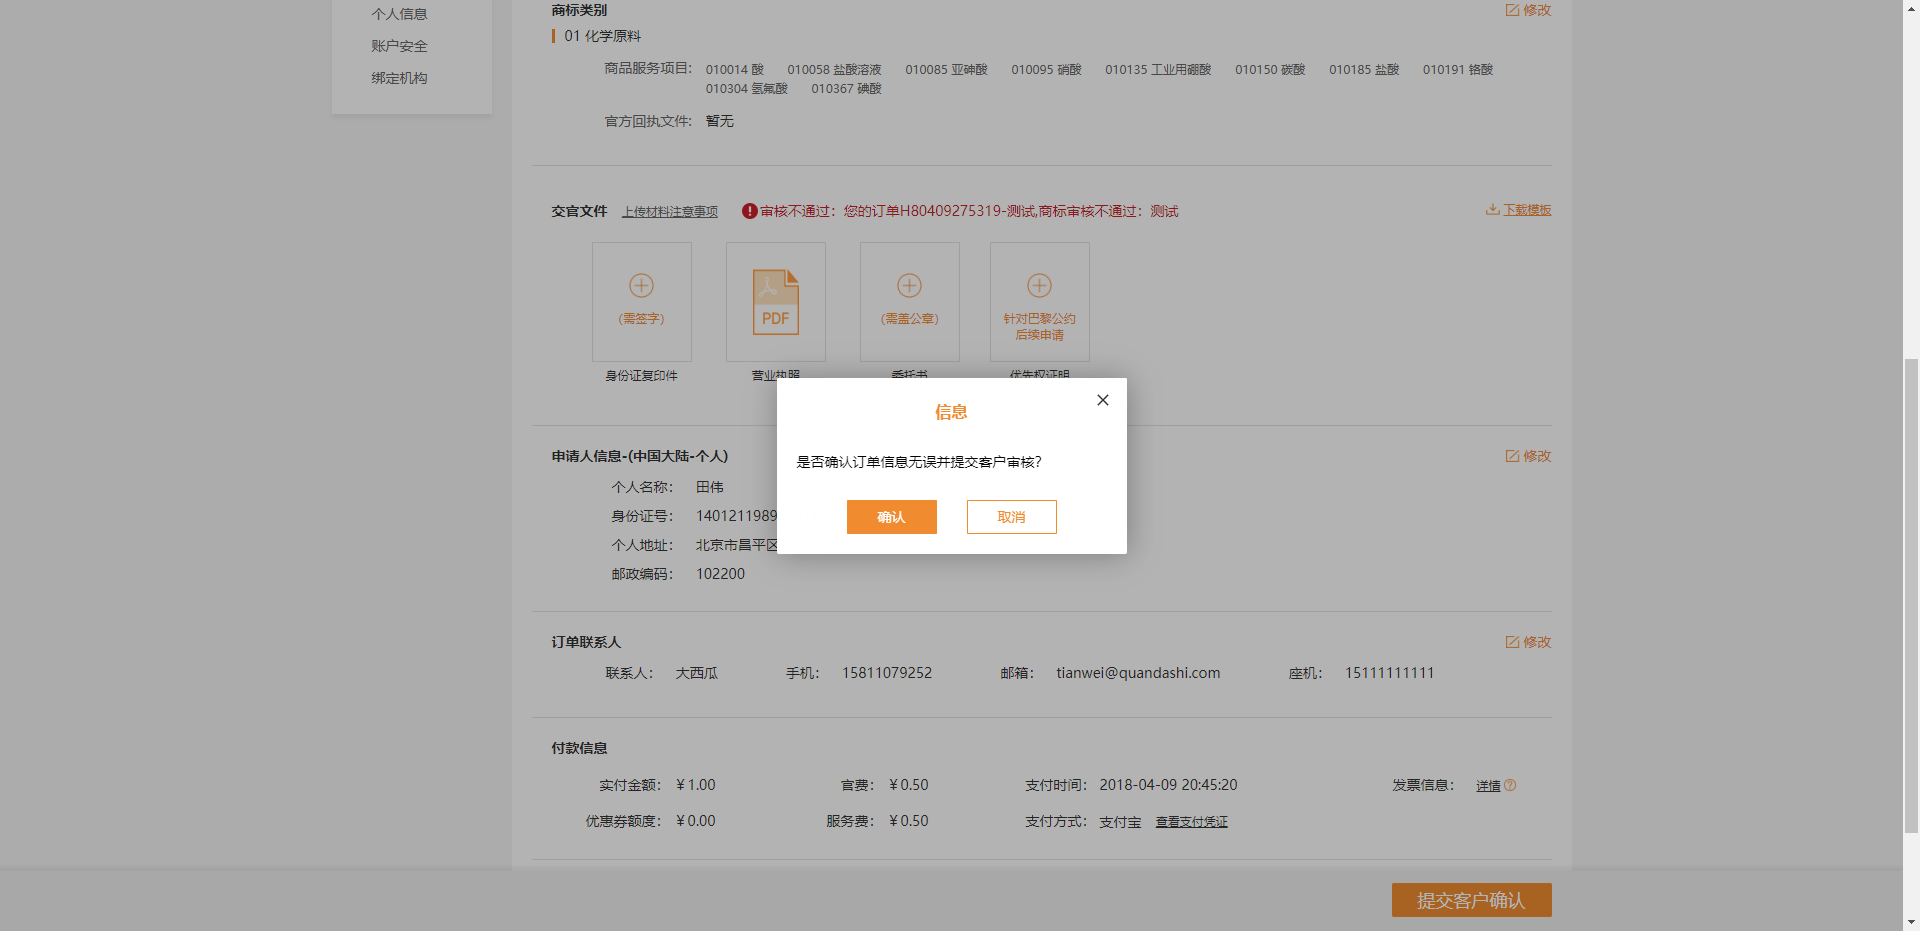 个人信息
账户安全
绑定机构
商标类别
修改
01 化学原料
商品服务项目: 010014 酸 010058 盐酸溶液 010085 亚砷酸 010095 硝酸 010135 工业用硼酸 010150 碳酸 010185 盐酸 010191 铬酸
010304 氢氟酸 010367 碘酸
官方回执文件: 暂无
交官文件 上传材料注意事项 审核不通过：您的订单H80409275319-测试,商标审核不通过：测试 下载模板
(需签字)
PDF
(需盖公章)
针对巴黎公约
后续申请
身份证复印件 营业执照 委托书 优先权证明
信息
是否确认订单信息无误并提交客户审核?
确认 取消
申请人信息-(中国大陆-个人) 修改
个人名称： 田伟
身份证号： 1401211989
个人地址： 北京市昌平区
邮政编码： 102200
订单联系人 修改
联系人： 大西瓜 手机： 15811079252 邮箱： tianwei@quandashi.com 座机： 15111111111
付款信息
实付金额： ¥1.00 官费： ¥0.50 支付时间： 2018-04-09 20:45:20 发票信息： 详情
优惠券额度： ¥0.00 服务费： ¥0.50 支付方式： 支付宝 查看支付凭证
提交客户确认